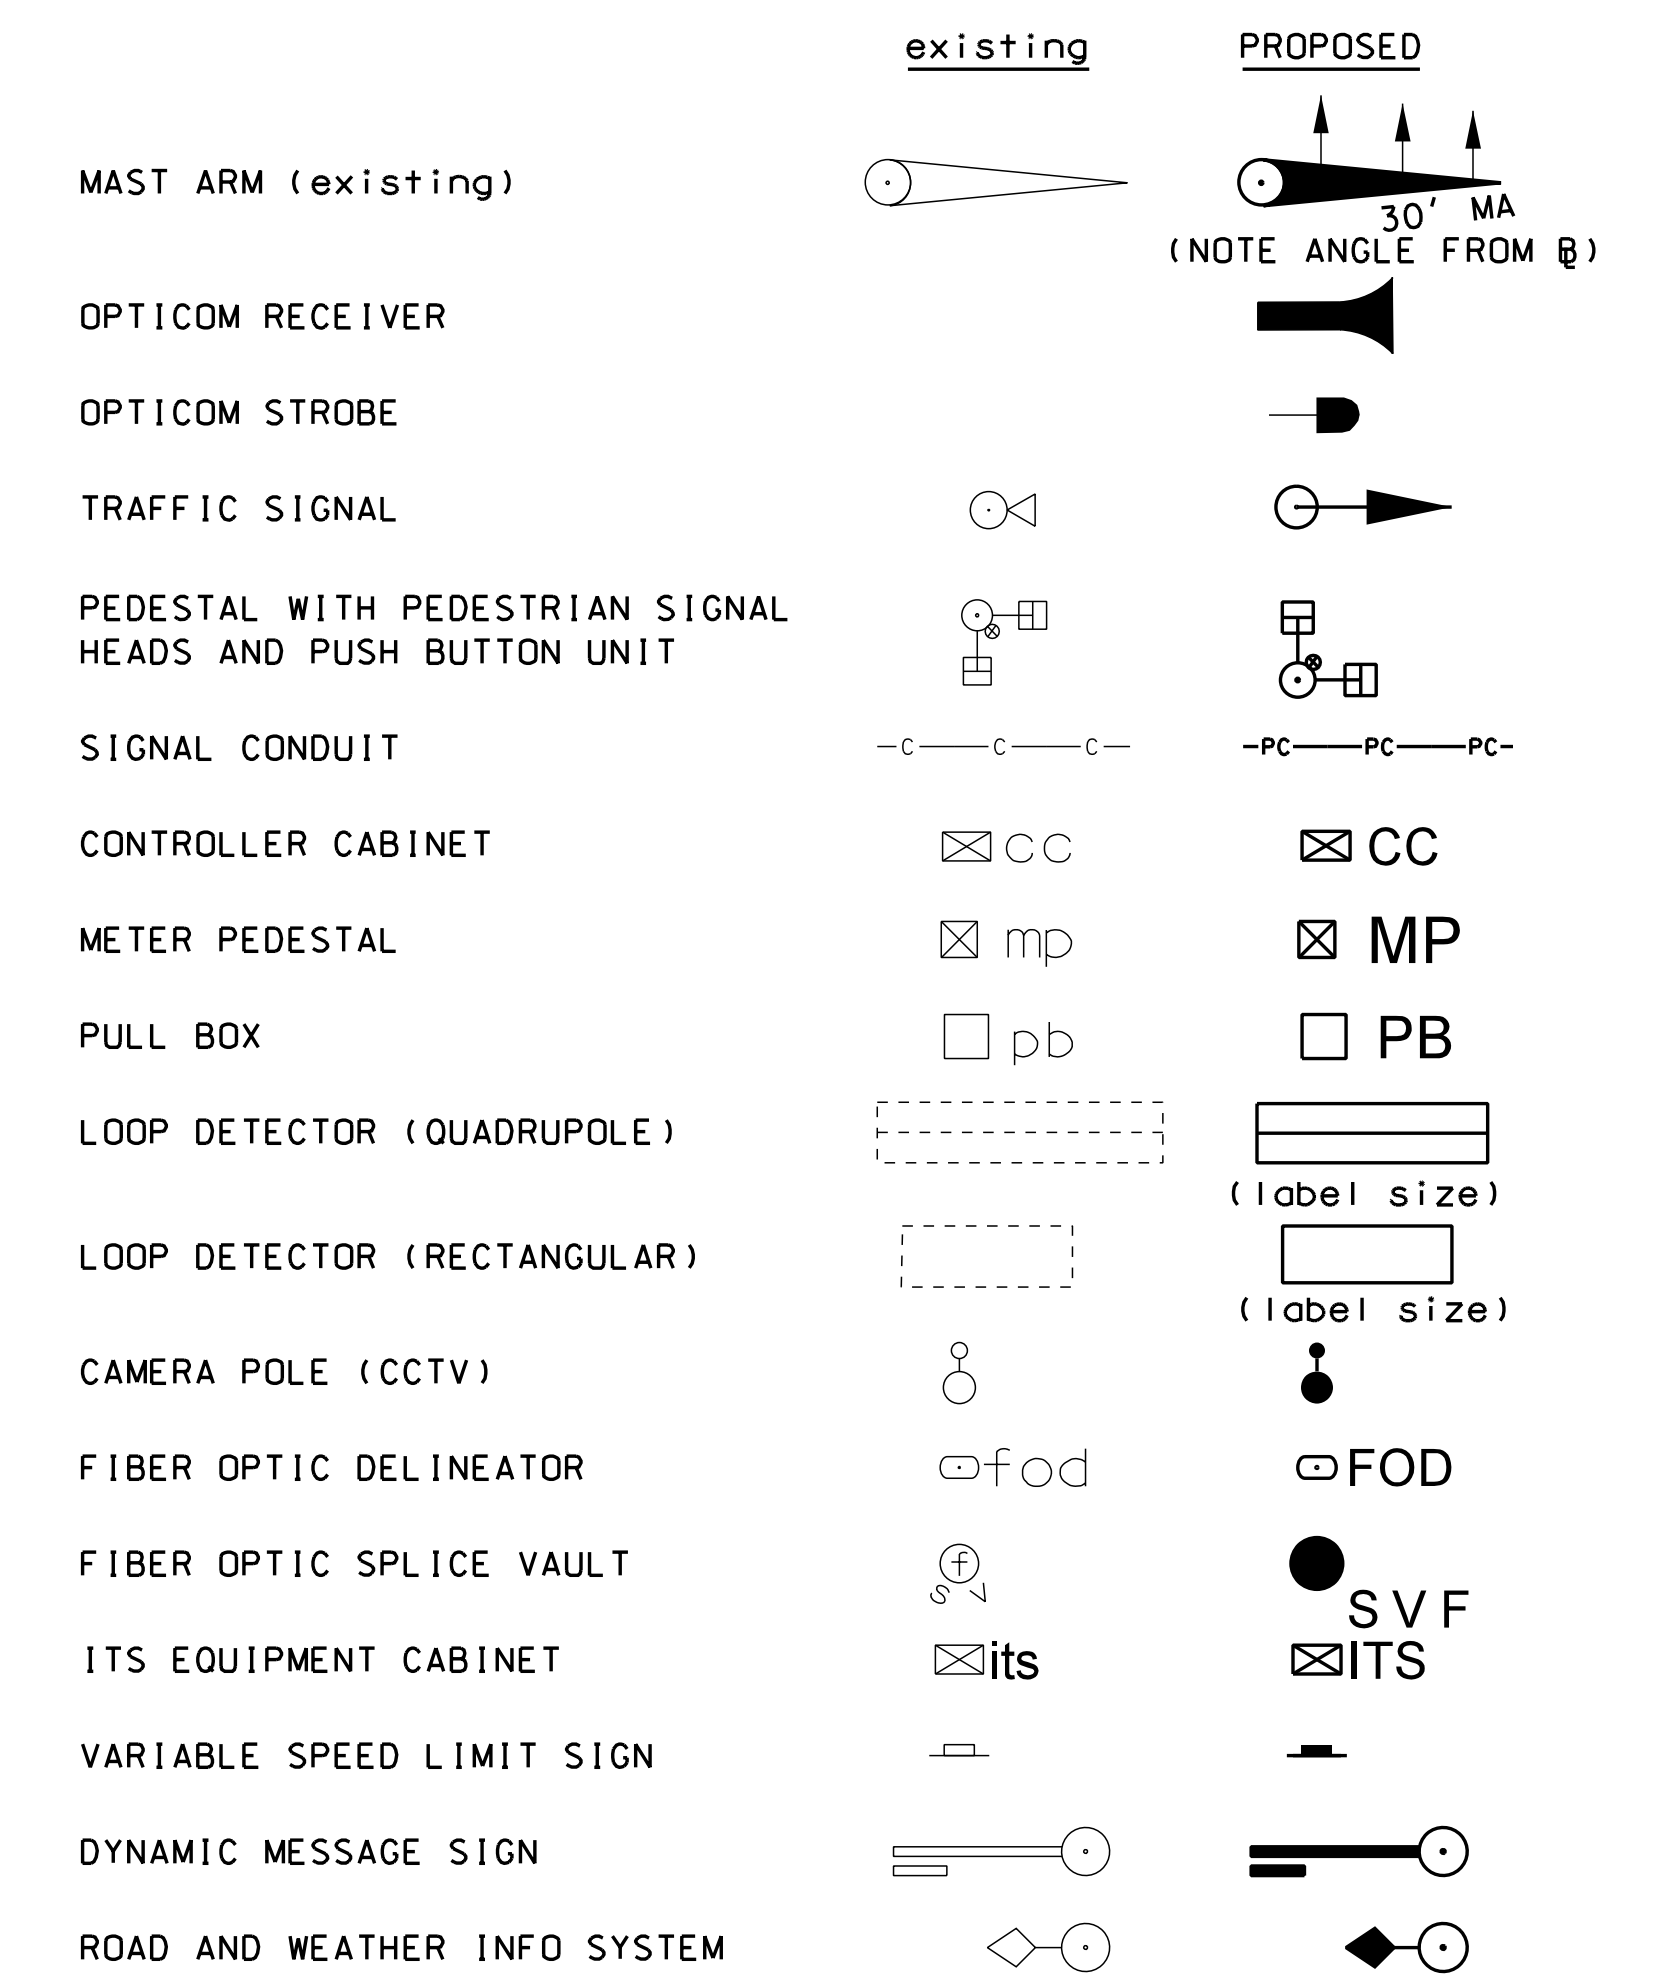 existing PROPOSED
MAST ARM (existing)
30' MA
(NOTE ANGLE FROM BL)
OPTICOM RECEIVER
OPTICOM STROBE
TRAFFIC SIGNAL
PEDESTAL WITH PEDESTRIAN SIGNAL
HEADS AND PUSH BUTTON UNIT
SIGNAL CONDUIT C C C PC PC PC
CONTROLLER CABINET cc CC
METER PEDESTAL mp MP
PULL BOX pb PB
LOOP DETECTOR (QUADRUPOLE)
(label size)
LOOP DETECTOR (RECTANGULAR)
(label size)
CAMERA POLE (CCTV)
FIBER OPTIC DELINEATOR fod FOD
FIBER OPTIC SPLICE VAULT f
s v S V F
ITS EQUIPMENT CABINET its ITS
VARIABLE SPEED LIMIT SIGN
DYNAMIC MESSAGE SIGN
ROAD AND WEATHER INFO SYSTEM